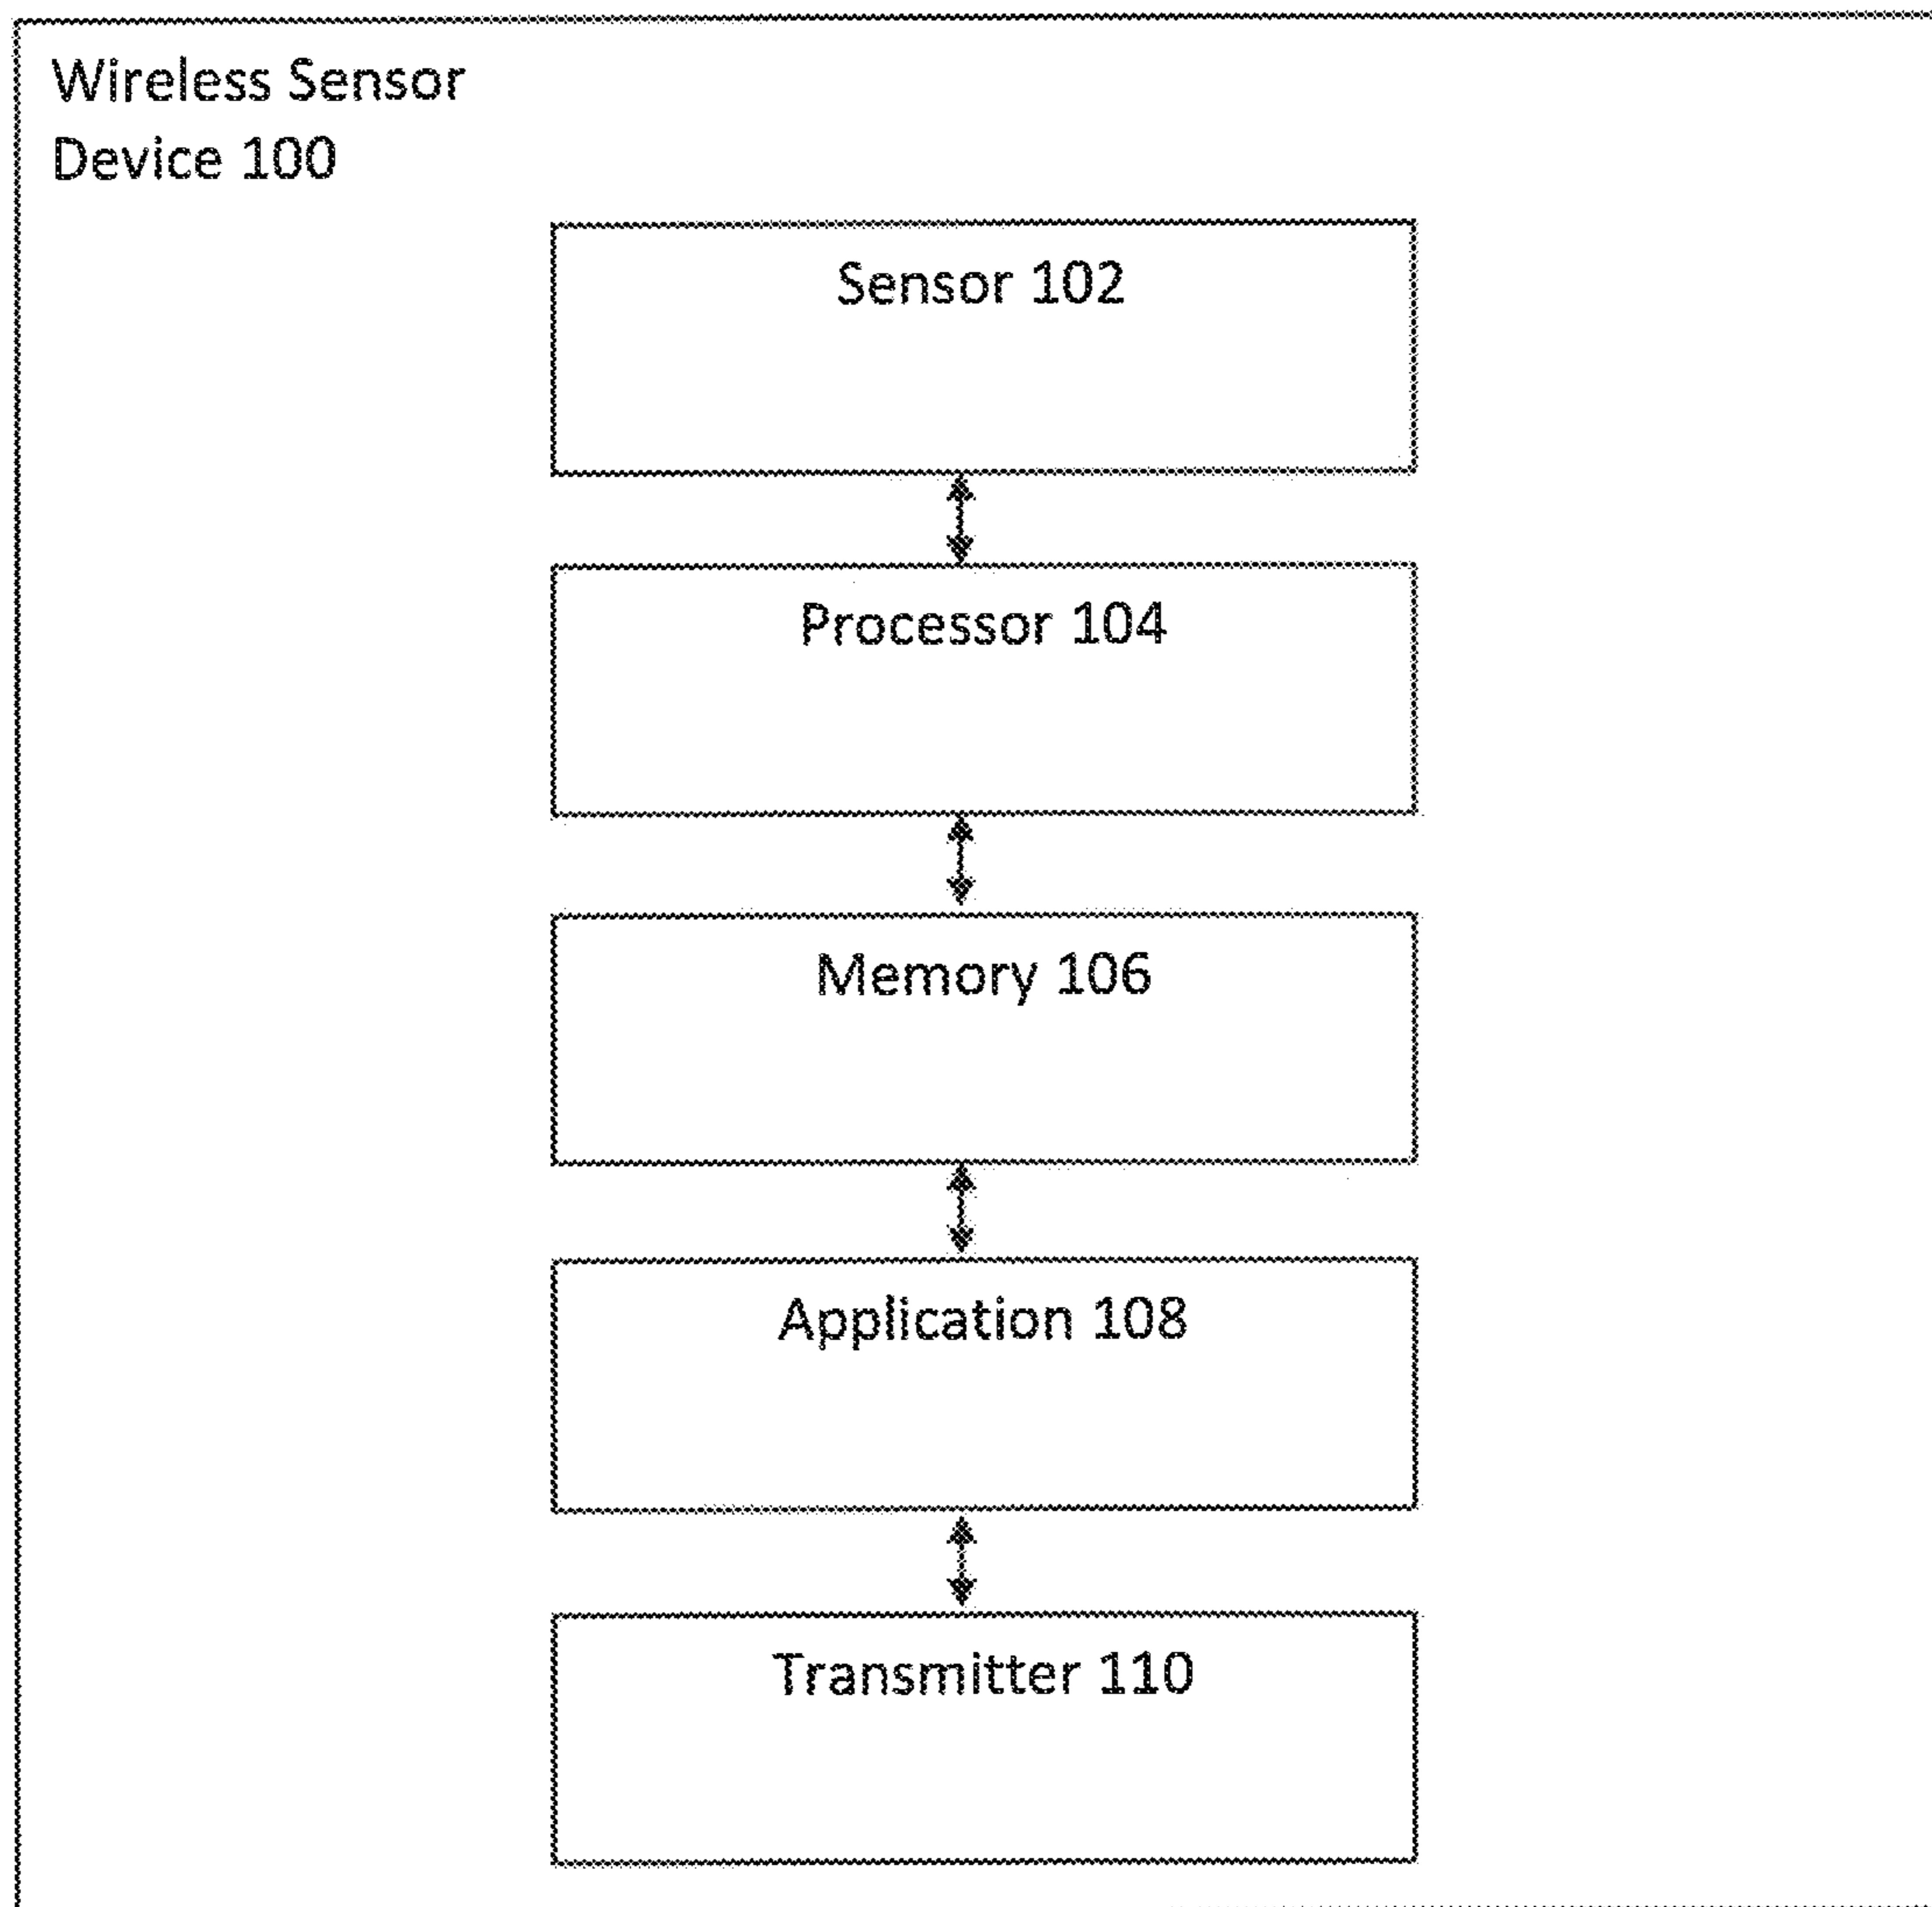 Wireless Sensor
Device 100
Sensor 102
Processor 104
Memory 106
Application 108
Transmitter 110